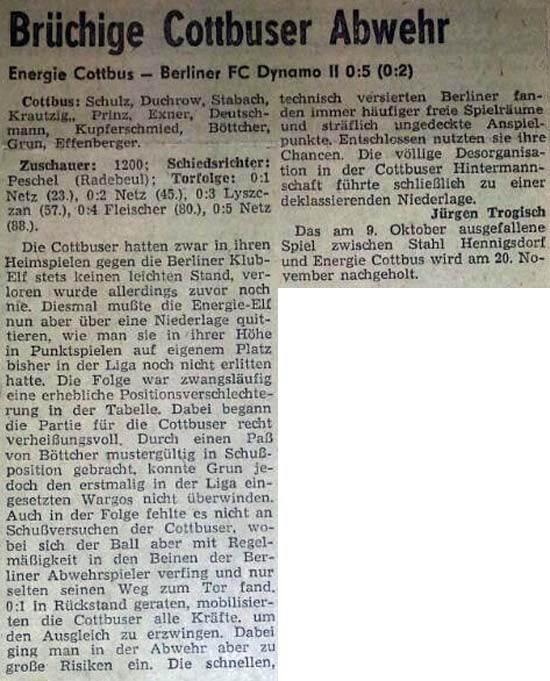 Brüchige Cottbuser Abwehr
Energie Cottbus — Berliner FC Dynamo II 0:5 (0:2)
Cottbus: Schulz, Duchrow, Stabach,
Krautzig,, Prinz, Exner, Deutsch-
mann, Kupferschmied, Böttcher,
Grun, Effenberger.
Zuschauer: 1200; Schiedsrichter:
Peschel (Radebeul); Torfolge: 0:1
Netz (23.), 0:2 Netz (45.), 0:3 Lyszc-
zan (57.), 0:4 Fleischer (80.), 0:5 Netz
(88.).
Die Cottbuser hatten zwar in ihren
Heimspielen gegen die Berliner Klub-
Elf stets keinen leichten Stand, ver-
loren wurde allerdings zuvor noch
nie. Diesmal mußte die Energie-Elf
nun aber über eine Niederlage quit-
tieren, wie man sie in ihrer Höhe
in Punktspielen auf eigenem Platz
bisher in der Liga noch nicht erlitten
hatte. Die Folge war zwangsläufig
eine erhebliche Positionsverschlechte-
rung in der Tabelle. Dabei begann
die Partie für die Cottbuser recht
verheißungsvoll. Durch einen Paß
von Böttcher mustergültig in Schuß-
position gebracht, konnte Grun je-
doch den erstmalig in der Liga ein-
gesetzten Wargos nicht überwinden.
Auch in der Folge fehlte es nicht an
Schußversuchen der Cottbuser, wo-
bei sich der Ball aber mit Regel-
mäßigkeit in den Beinen der Ber-
liner Abwehrspieler verfing und nur
selten seinen Weg zum Tor fand.
0:1 in Rückstand geraten, mobilisier-
ten die Cottbuser alle Kräfte, um
den Ausgleich zu erzwingen. Dabei
ging man in der Abwehr aber zu
große Risiken ein. Die schnellen,
technisch versierten Berliner fan-
den immer häufiger freie Spielräume
und sträflich ungedeckte Anspiel-
punkte. Entschlossen nutzten sie ihre
Chancen. Die völlige Desorganisa-
tion in der Cottbuser Hintermann-
schaft führte schließlich zu einer
deklassierenden Niederlage.
Jürgen Trogisch
Das am 9. Oktober ausgefallene
Spiel zwischen Stahl Hennigsdorf
und Energie Cottbus wird am 20. No-
vember nachgeholt.